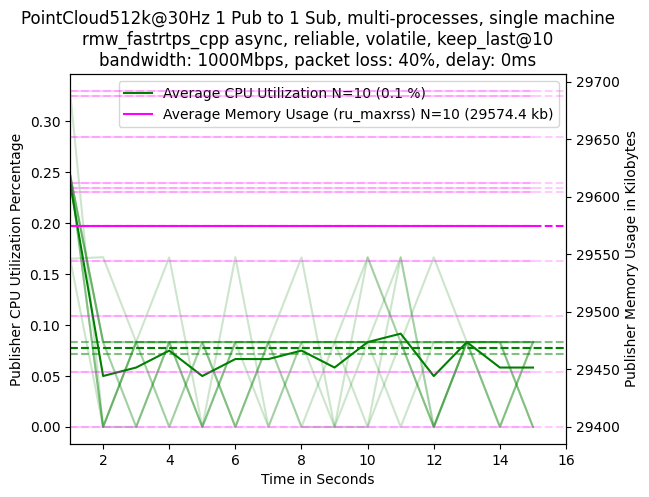 PointCloud512k@30Hz 1 Pub to 1 Sub, multi-processes, single machine
rmw_fastrtps_cpp async, reliable, volatile, keep_last@10
bandwidth: 1000Mbps, packet loss: 40%, delay: 0ms
Average CPU Utilization N=10 (0.1 %)
Average Memory Usage (ru_maxrss) N=10 (29574.4 kb)
Publisher CPU Utilization Percentage
0.30
0.25
0.20
0.15
0.10
0.05
0.00
29700
29650
29600
29550
29500
29450
29400
Publisher Memory Usage in Kilobytes
2 4 6 8 10 12 14 16
Time in Seconds